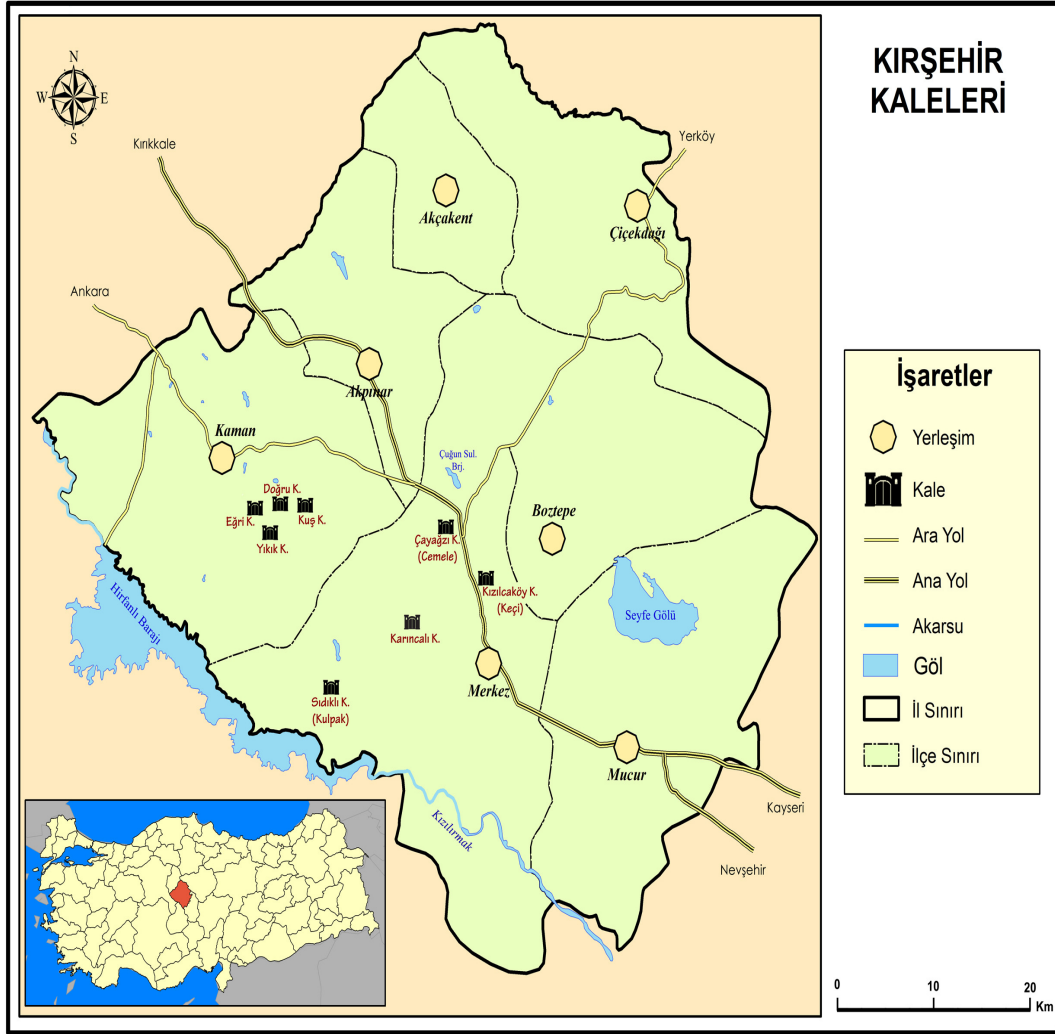 KIRŞEHİR
KALELERİ
N
W
E
S
Kırıkkale
Yerköy
Akçakent
Çiçekdağı
Ankara
Akpınar
Kaman
Çuğun Sul.
Brj.
Doğru K.
Eğri K.
Kuş K.
Yıkık K.
Çayağzı K.
(Cemele)
Boztepe
Kızılcaköy K.
(Keçi)
Hirfanlı Barajı
Seyfe Gölü
Karıncalı K.
Merkez
Sıdıklı K.
(Kulpak)
Mucur
Kayseri
Kızılırmak
Nevşehir
İşaretler
Yerleşim
Kale
Ara Yol
Ana Yol
Akarsu
Göl
İl Sınırı
İlçe Sınırı
0 10 20
Km